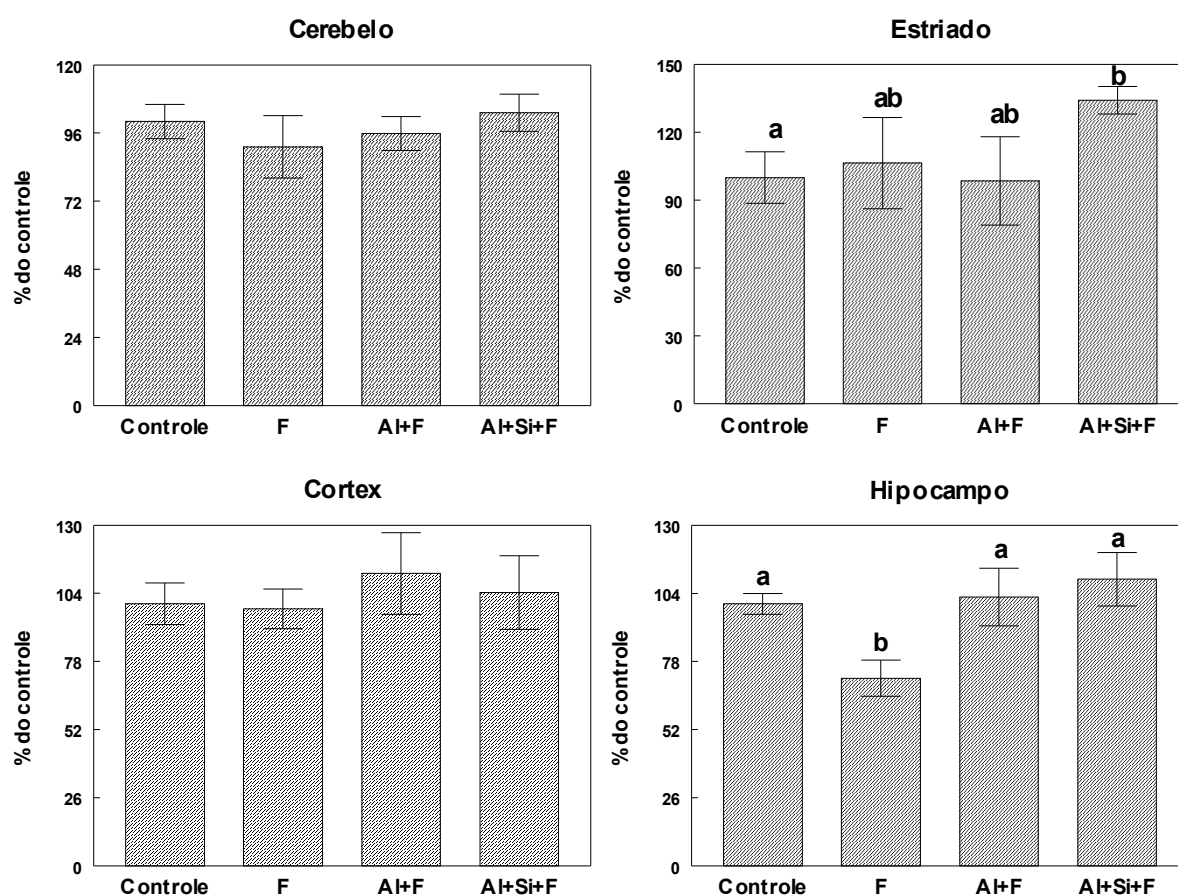 Cerebelo
120
96
72
48
24
0
% do controle
Controle F Al+F Al+Si+F
Estriado
150
120
90
60
30
0
% do controle
a ab ab b
Controle F Al+F Al+Si+F
Cortex
130
104
78
52
26
0
% do controle
Controle F Al+F Al+Si+F
Hipocampo
130
104
78
52
26
0
% do controle
a b a a
Controle F Al+F Al+Si+F